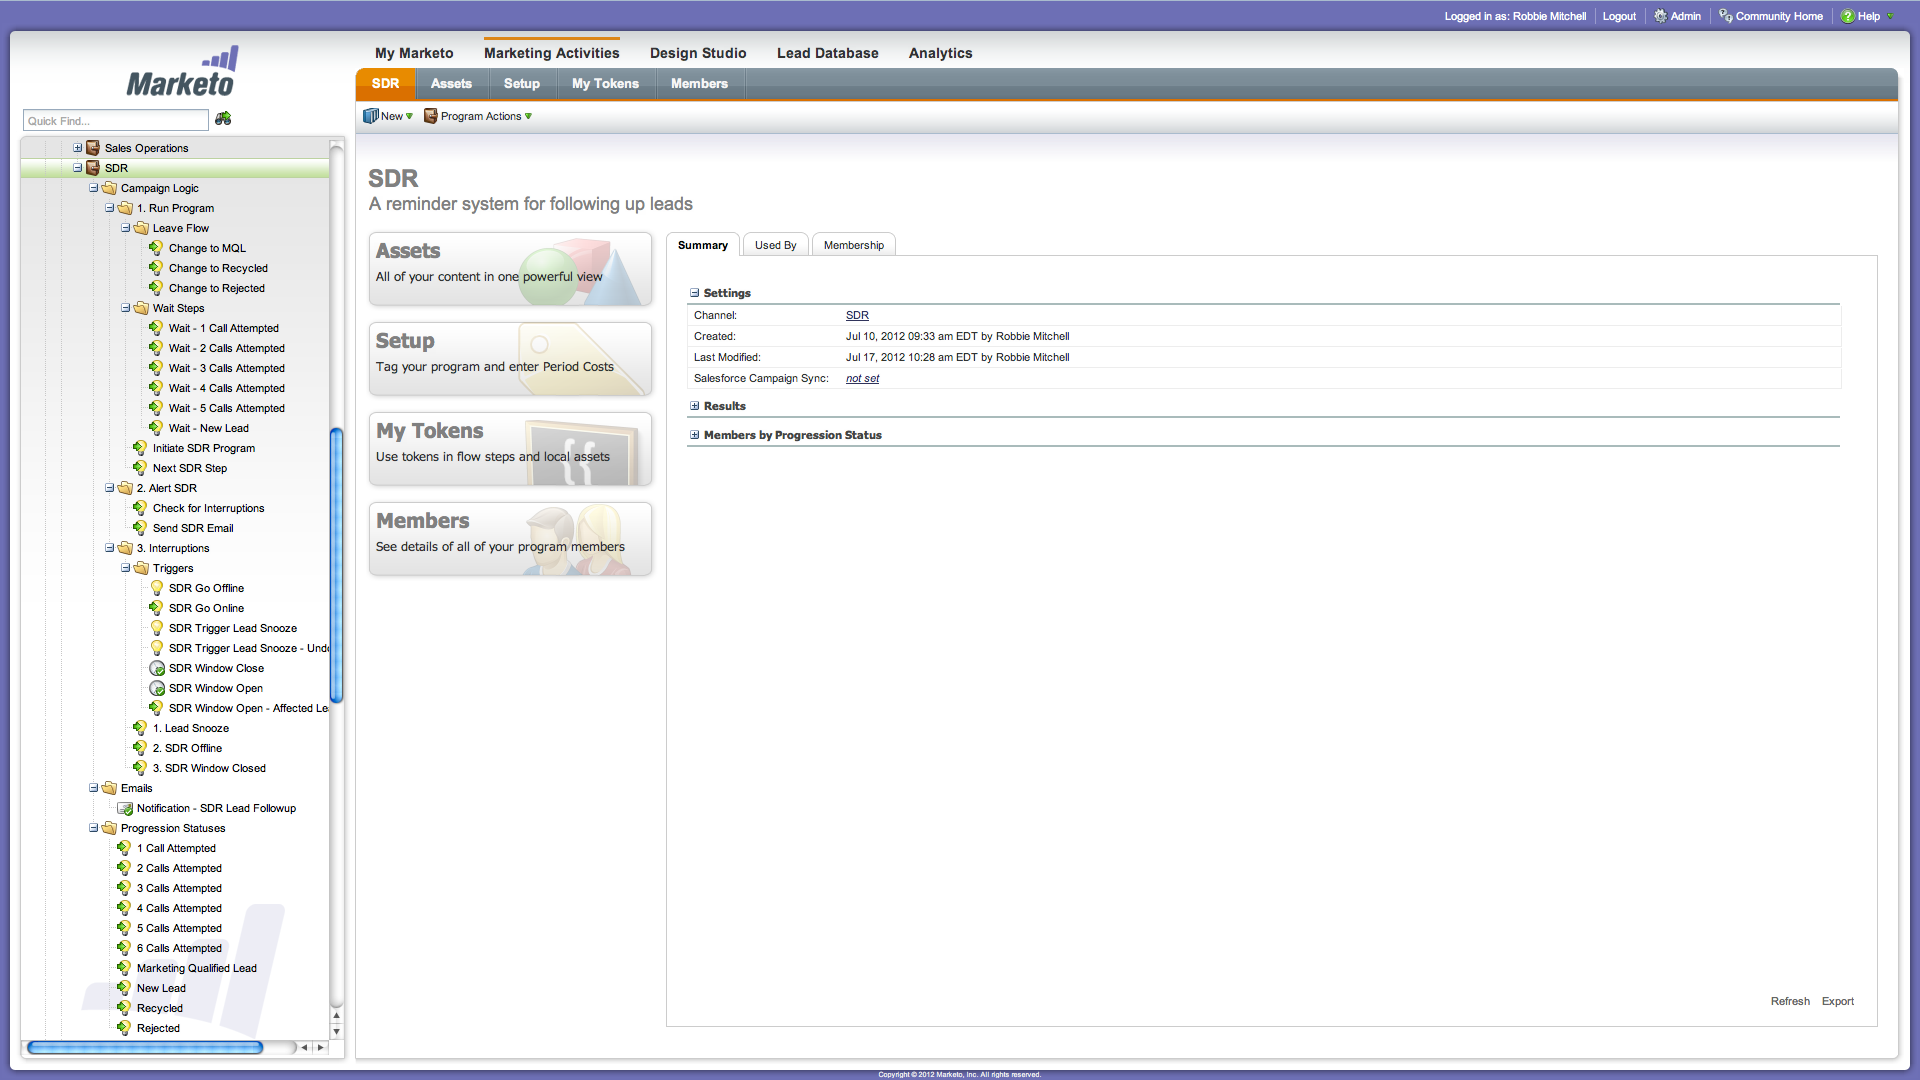 Logged in as: Robbie Mitchell Logout Admin Community Home Help
Marketo
Quick Find...
My Marketo Marketing Activities Design Studio Lead Database Analytics
SDR Assets Setup My Tokens Members
New Program Actions
Sales Operations
SDR
Campaign Logic
1. Run Program
Leave Flow
Change to MQL
Change to Recycled
Change to Rejected
Wait Steps
Wait - 1 Call Attempted
Wait - 2 Calls Attempted
Wait - 3 Calls Attempted
Wait - 4 Calls Attempted
Wait - 5 Calls Attempted
Wait - New Lead
Initiate SDR Program
Next SDR Step
2. Alert SDR
Check for Interruptions
Send SDR Email
3. Interruptions
Triggers
SDR Go Offline
SDR Go Online
SDR Trigger Lead Snooze
SDR Trigger Lead Snooze - Undo
SDR Window Close
SDR Window Open
SDR Window Open - Affected Le
1. Lead Snooze
2. SDR Offline
3. SDR Window Closed
Emails
Notification - SDR Lead Followup
Progression Statuses
1 Call Attempted
2 Calls Attempted
3 Calls Attempted
4 Calls Attempted
5 Calls Attempted
6 Calls Attempted
Marketing Qualified Lead
New Lead
Recycled
Rejected
SDR
A reminder system for following up leads
Assets
All of your content in one powerful view
Setup
Tag your program and enter Period Costs
My Tokens
Use tokens in flow steps and local assets
Members
See details of all of your program members
Summary Used By Membership
Settings
Channel: SDR
Created: Jul 10, 2012 09:33 am EDT by Robbie Mitchell
Last Modified: Jul 17, 2012 10:28 am EDT by Robbie Mitchell
Salesforce Campaign Sync: not set
Results
Members by Progression Status
Refresh Export
Copyright © 2012 Marketo, Inc. All rights reserved.